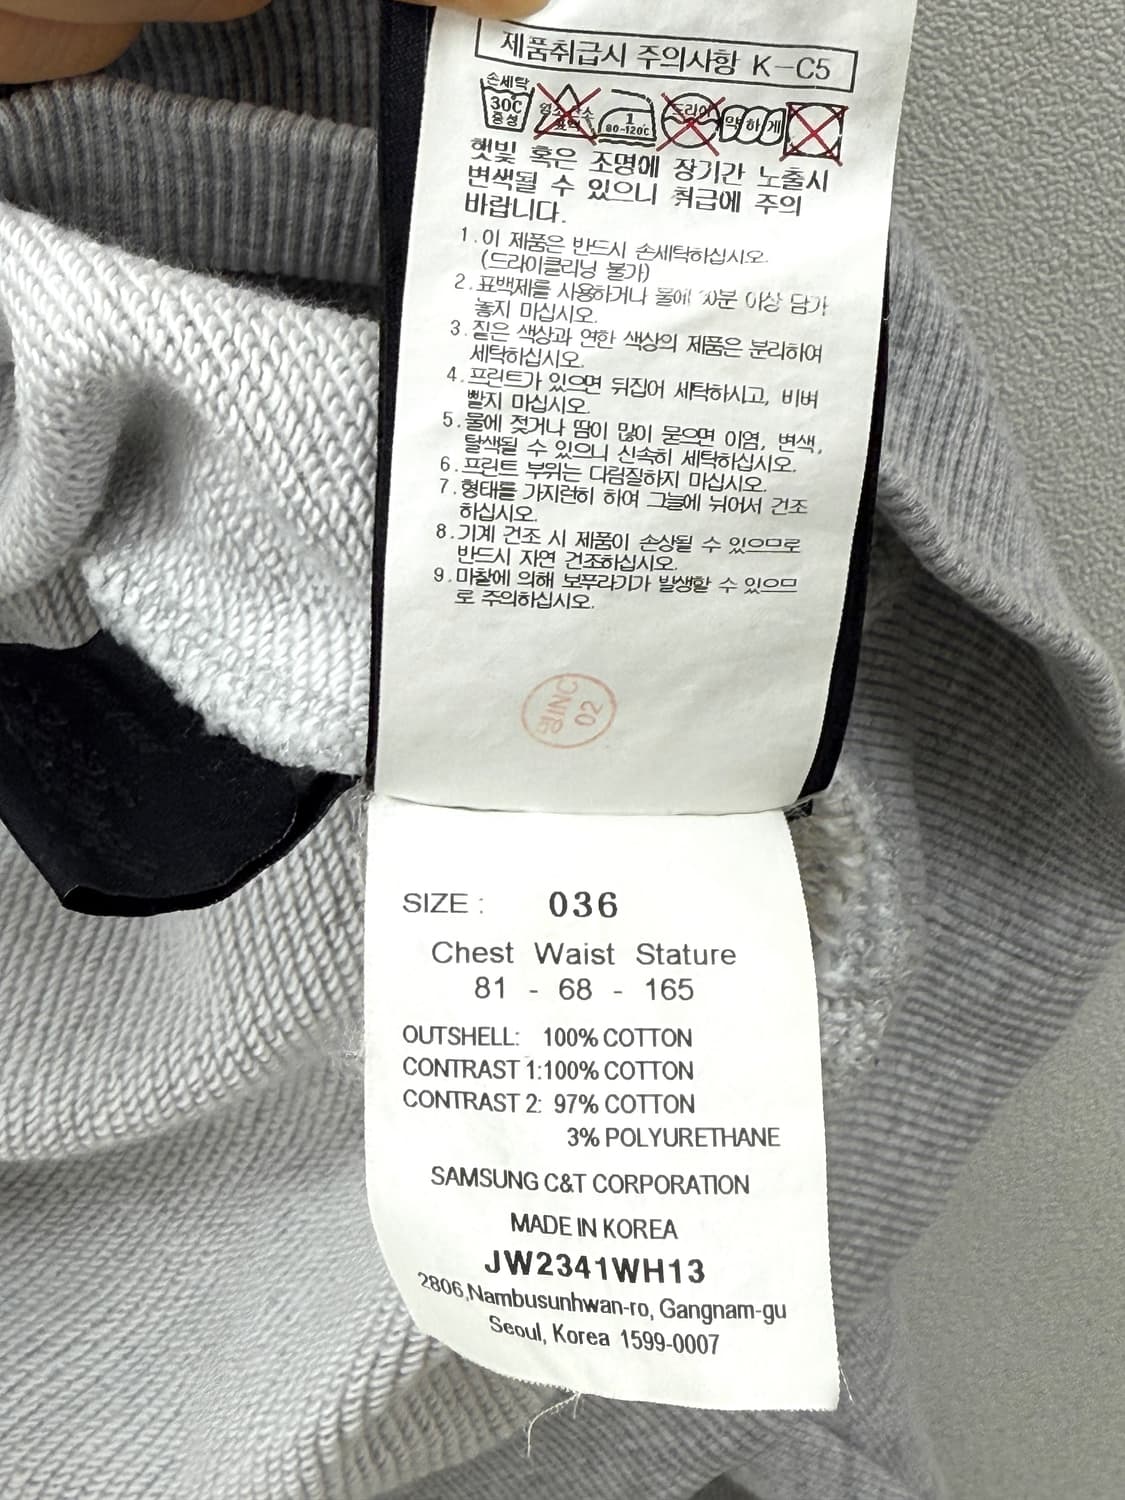 제품취급시 주의사항 K-C5
손세탁
30℃
중성
염소산소
표백
1
80-120℃
드라이
약하게
햇빛 혹은 조명에 장기간 노출시
변색될 수 있으니 취급에 주의
바랍니다.
1.이 제품은 반드시 손세탁하십시오.
(드라이클리닝 불가)
2.표백제를 사용하거나 물에 30분 이상 담가
놓지 마십시오.
3.짙은 색상과 연한 색상의 제품은 분리하여
세탁하십시오.
4.프린트가 있으면 뒤집어 세탁하시고, 비벼
빨지 마십시오.
5.물에 젖거나 땀이 많이 묻으면 이염, 변색,
탈색될 수 있으니 신속히 세탁하십시오.
6.프린트 부위는 다림질하지 마십시오.
7.형태를 가지런히 하여 그늘에 뉘어서 건조
하십시오.
8.기계 건조 시 제품이 손상될 수 있으므로
반드시 자연 건조하십시오.
9.마찰에 의해 보푸라기가 발생할 수 있으므
로 주의하십시오.
명INC
02
SIZE : 036
Chest Waist Stature
81 - 68 - 165
OUTSHELL: 100% COTTON
CONTRAST 1:100% COTTON
CONTRAST 2: 97% COTTON
3% POLYURETHANE
SAMSUNG C&T CORPORATION
MADE IN KOREA
JW2341WH13
2806,Nambusunhwan-ro, Gangnam-gu
Seoul, Korea 1599-0007